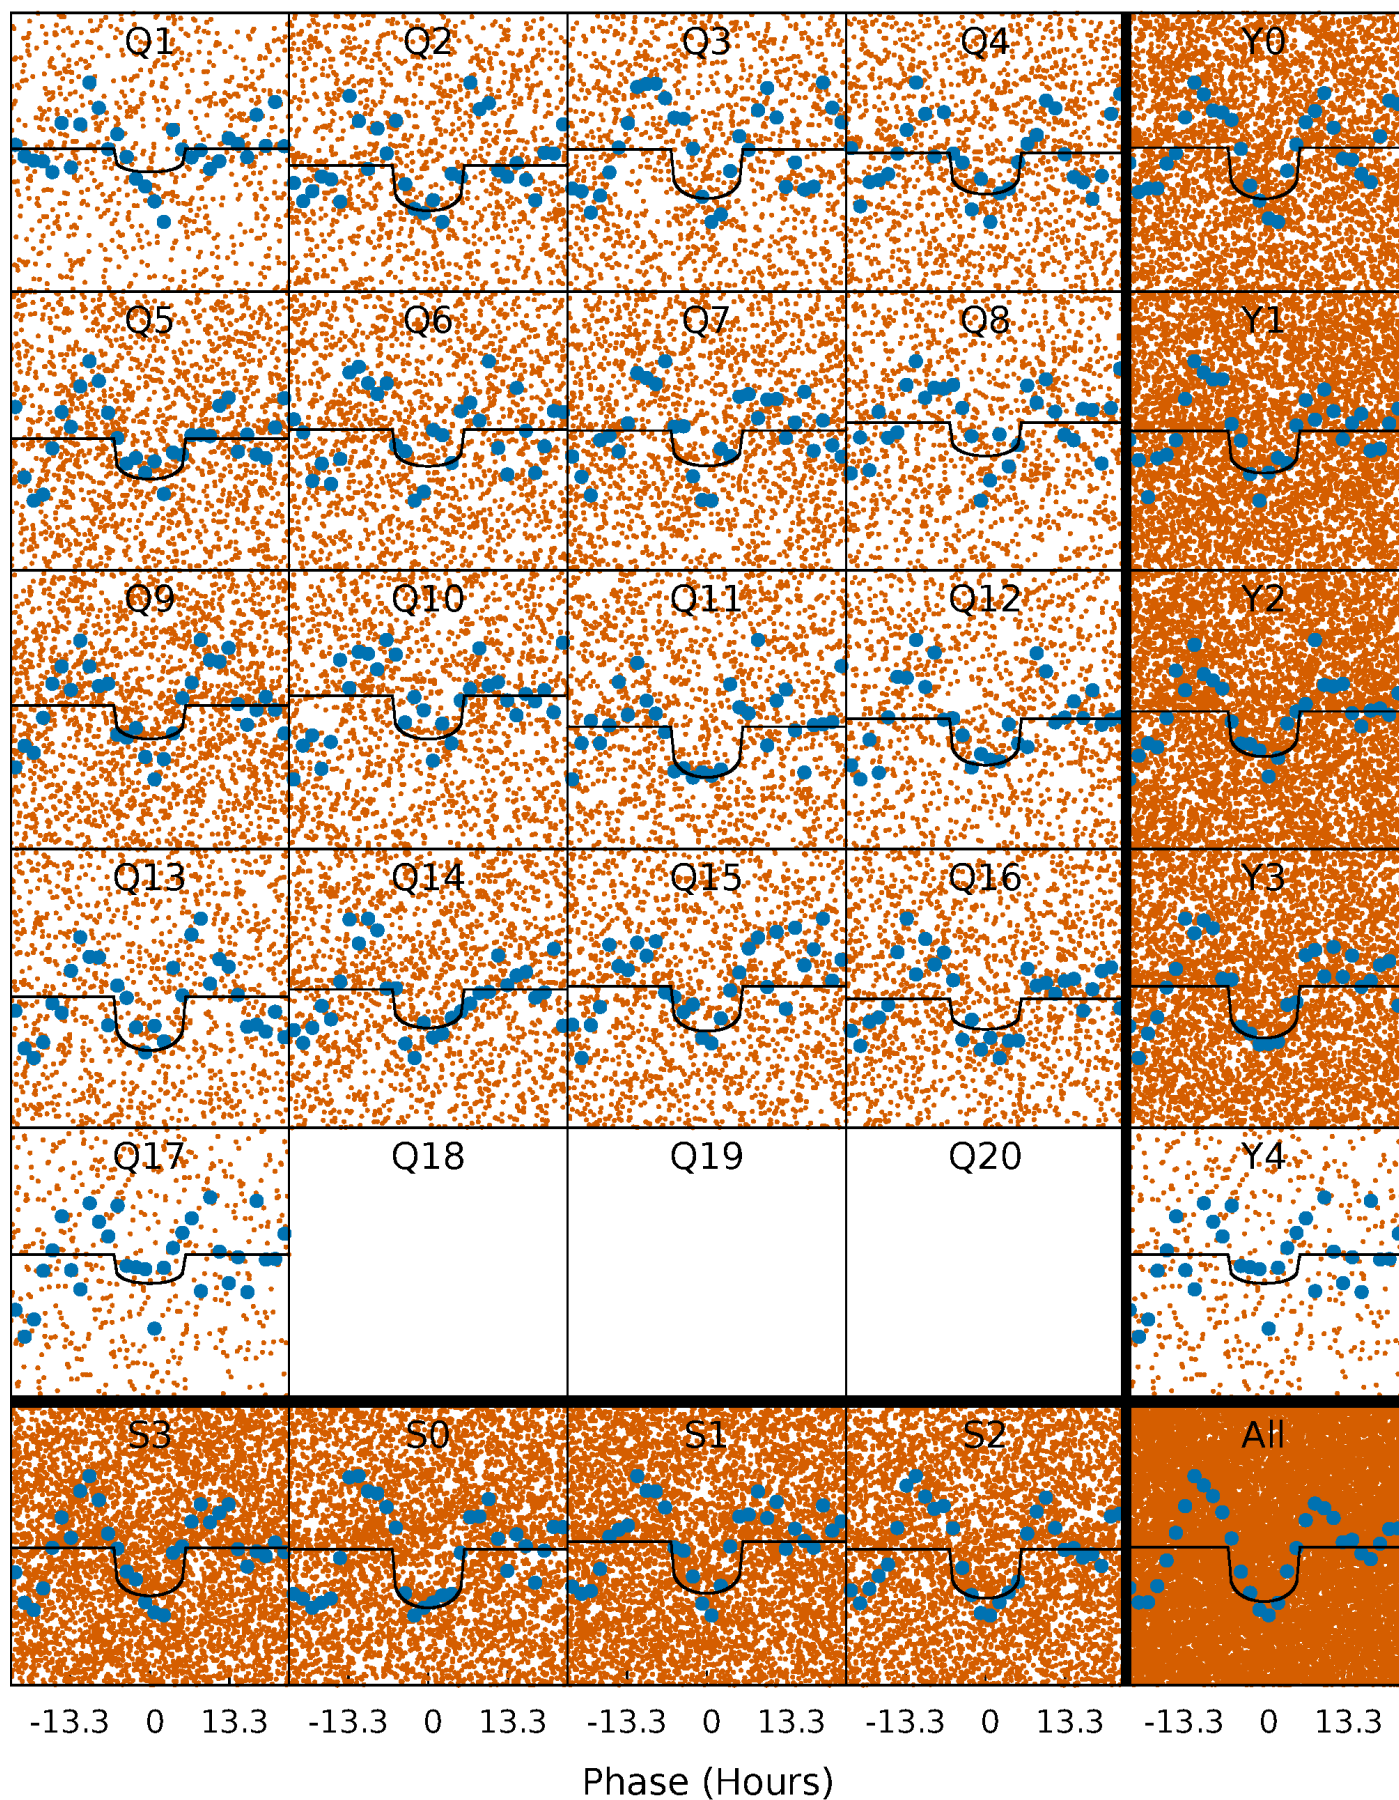 Q1 Q2 Q3 Q4 Y0
Q5 Q6 Q7 Q8 Y1
Q9 Q10 Q11 Q12 Y2
Q13 Q14 Q15 Q16 Y3
Q17 Q18 Q19 Q20 Y4
S3 S0 S1 S2 All
-13.3 0 13.3 -13.3 0 13.3 -13.3 0 13.3 -13.3 0 13.3 -13.3 0 13.3
Phase (Hours)